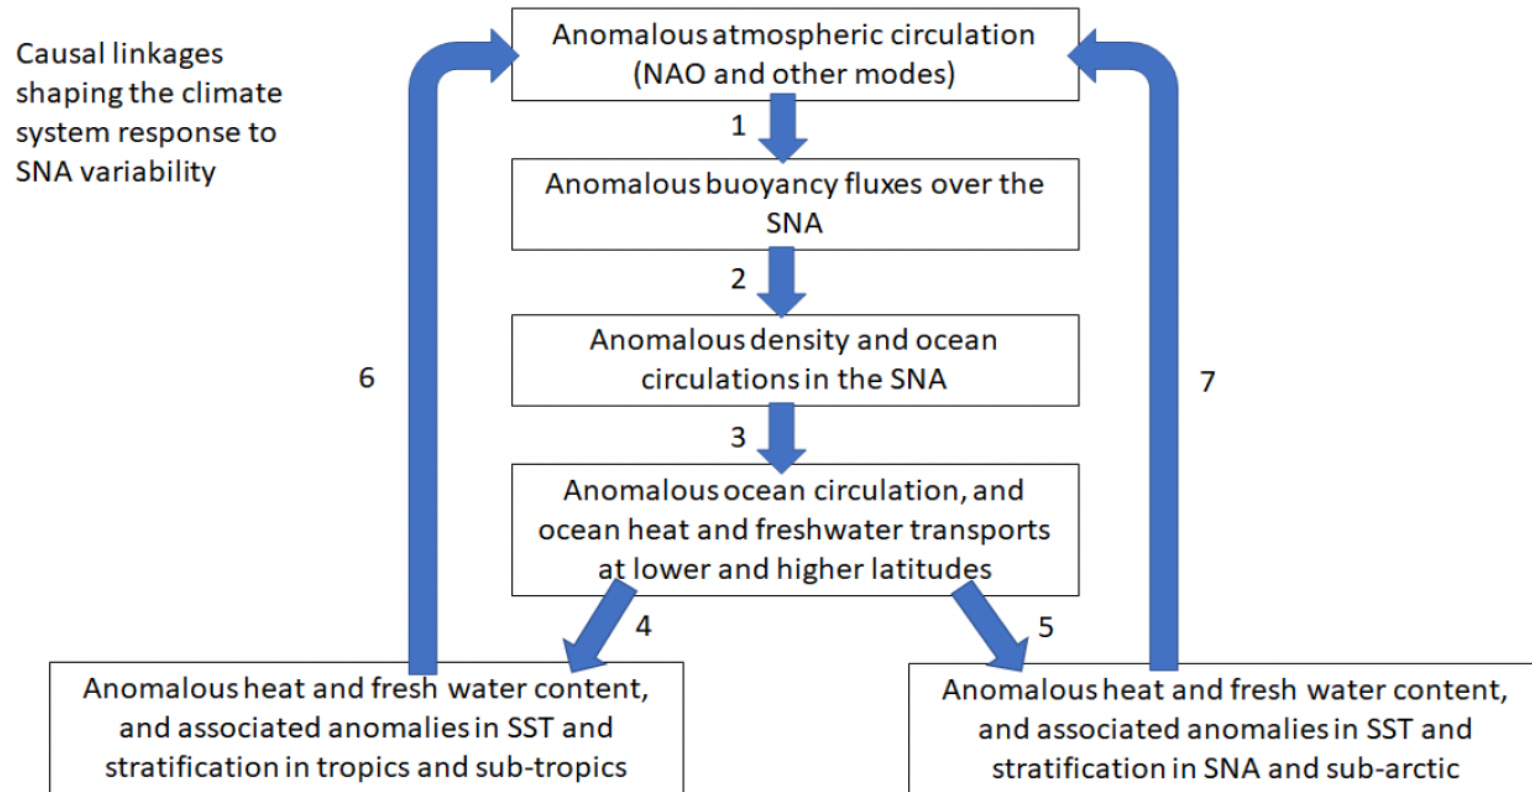 Causal linkages
shaping the climate
system response to
SNA variability
Anomalous atmospheric circulation
(NAO and other modes)
1
Anomalous buoyancy fluxes over the
SNA
2
Anomalous density and ocean
circulations in the SNA
6
7
3
Anomalous ocean circulation, and
ocean heat and freshwater transports
at lower and higher latitudes
4
5
Anomalous heat and fresh water content,
and associated anomalies in SST and
stratification in tropics and sub-tropics
Anomalous heat and fresh water content,
and associated anomalies in SST and
stratification in SNA and sub-arctic